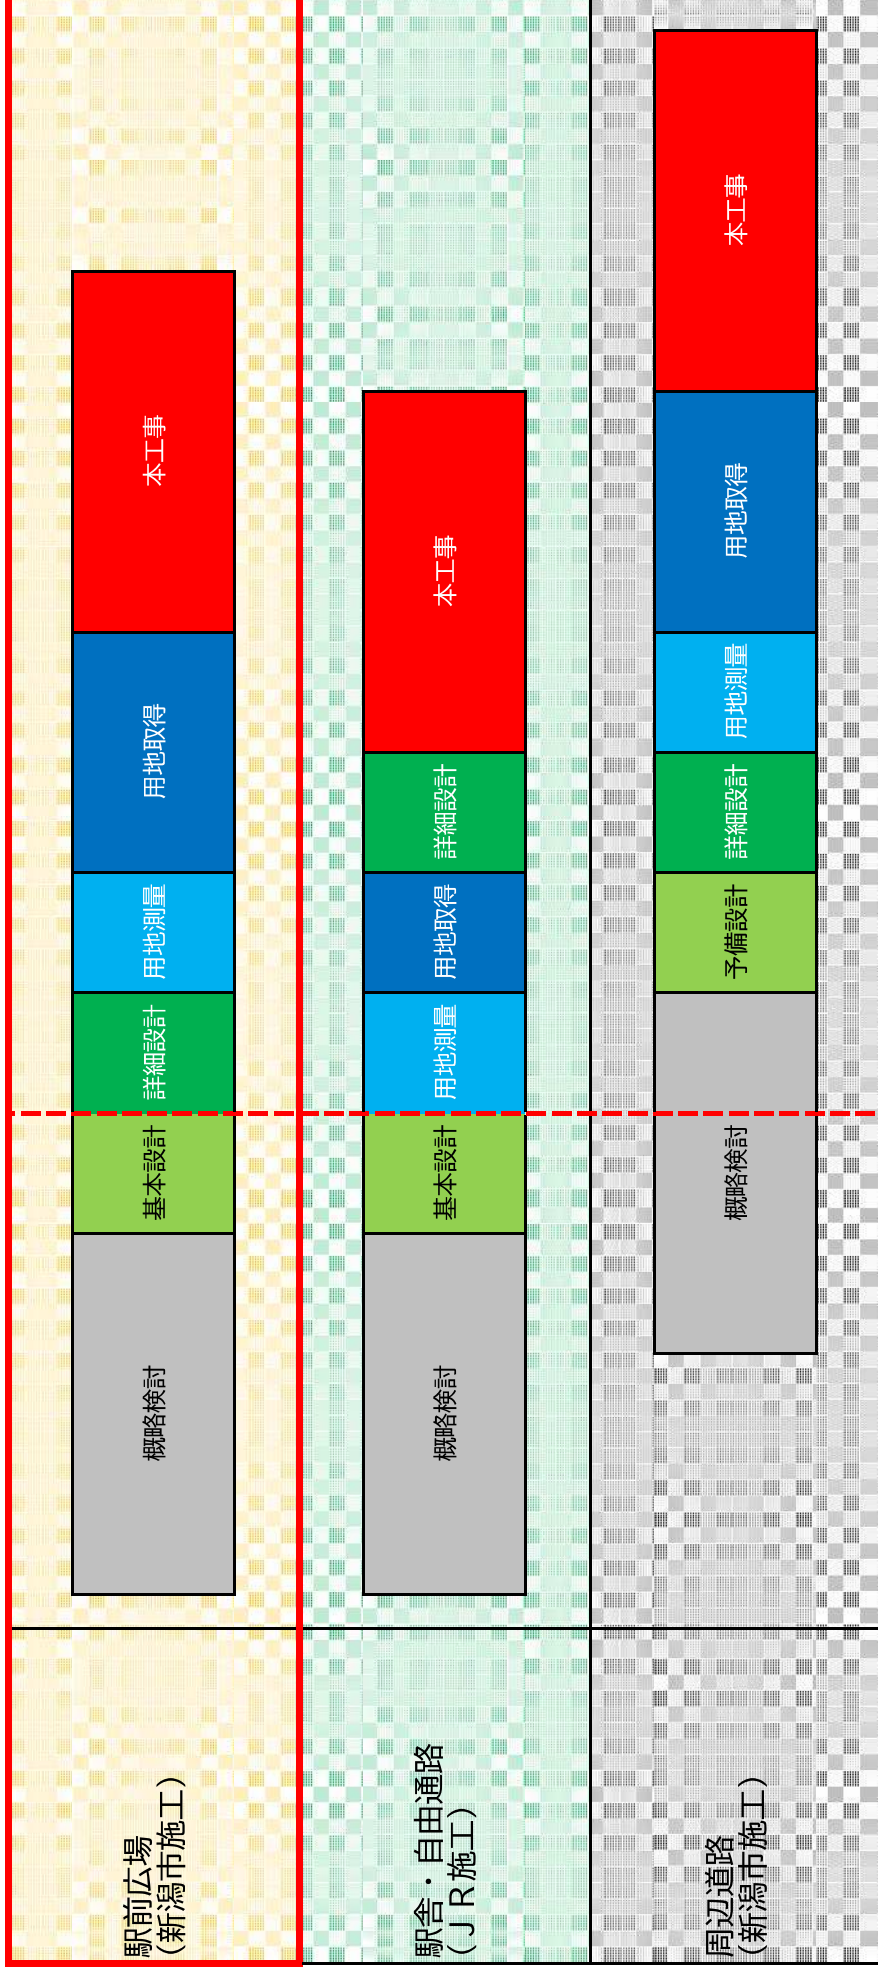 駅前広場
（新潟市施工）
概略検討
基本設計
詳細設計
用地測量
用地取得
本工事
駅舎・自由通路
（ＪＲ施工）
概略検討
基本設計
用地測量
用地取得
詳細設計
本工事
周辺道路
（新潟市施工）
概略検討
予備設計
詳細設計
用地測量
用地取得
本工事